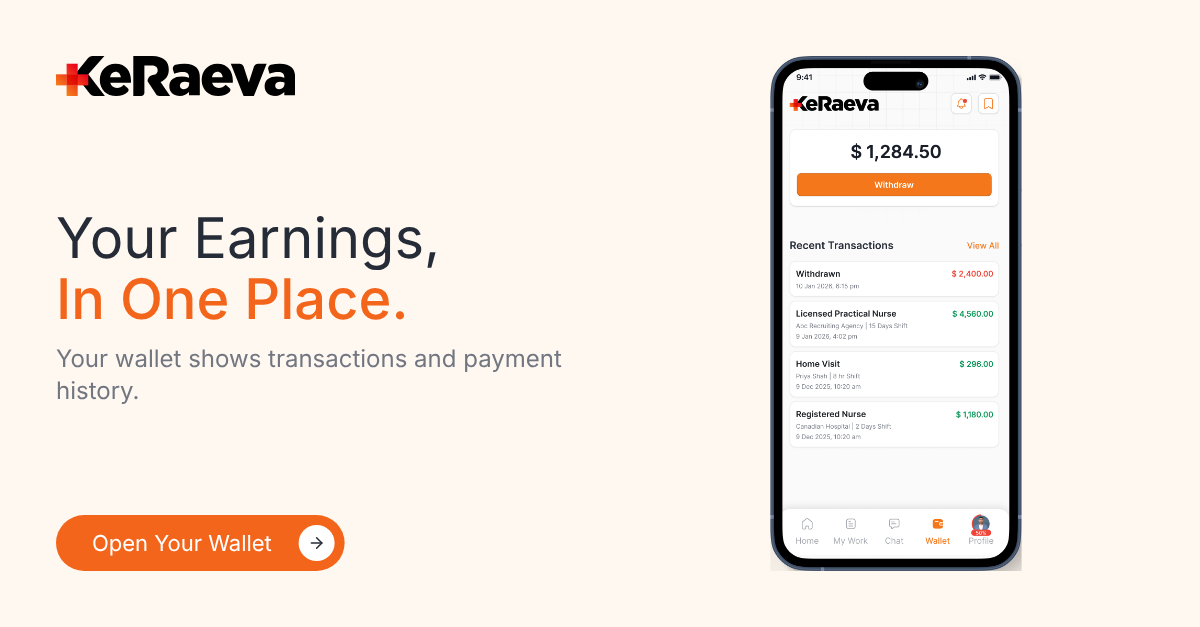 KeRaeva
Your Earnings,
In One Place.
Your wallet shows transactions and payment
history.
Open Your Wallet
9:41
KeRaeva
$ 1,284.50
Withdraw
Recent Transactions View All
Withdrawn $ 2,400.00
10 Jan 2026, 6:15 pm
Licensed Practical Nurse $ 4,560.00
Abc Recruiting Agency | 15 Days Shift
9 Jan 2026, 4:02 pm
Home Visit $ 296.00
Priya Shah | 8 hr Shift
9 Dec 2025, 10:20 am
Registered Nurse $ 1,180.00
Canadian Hospital | 2 Days Shift
9 Dec 2025, 10:20 am
50%
Home My Work Chat Wallet Profile